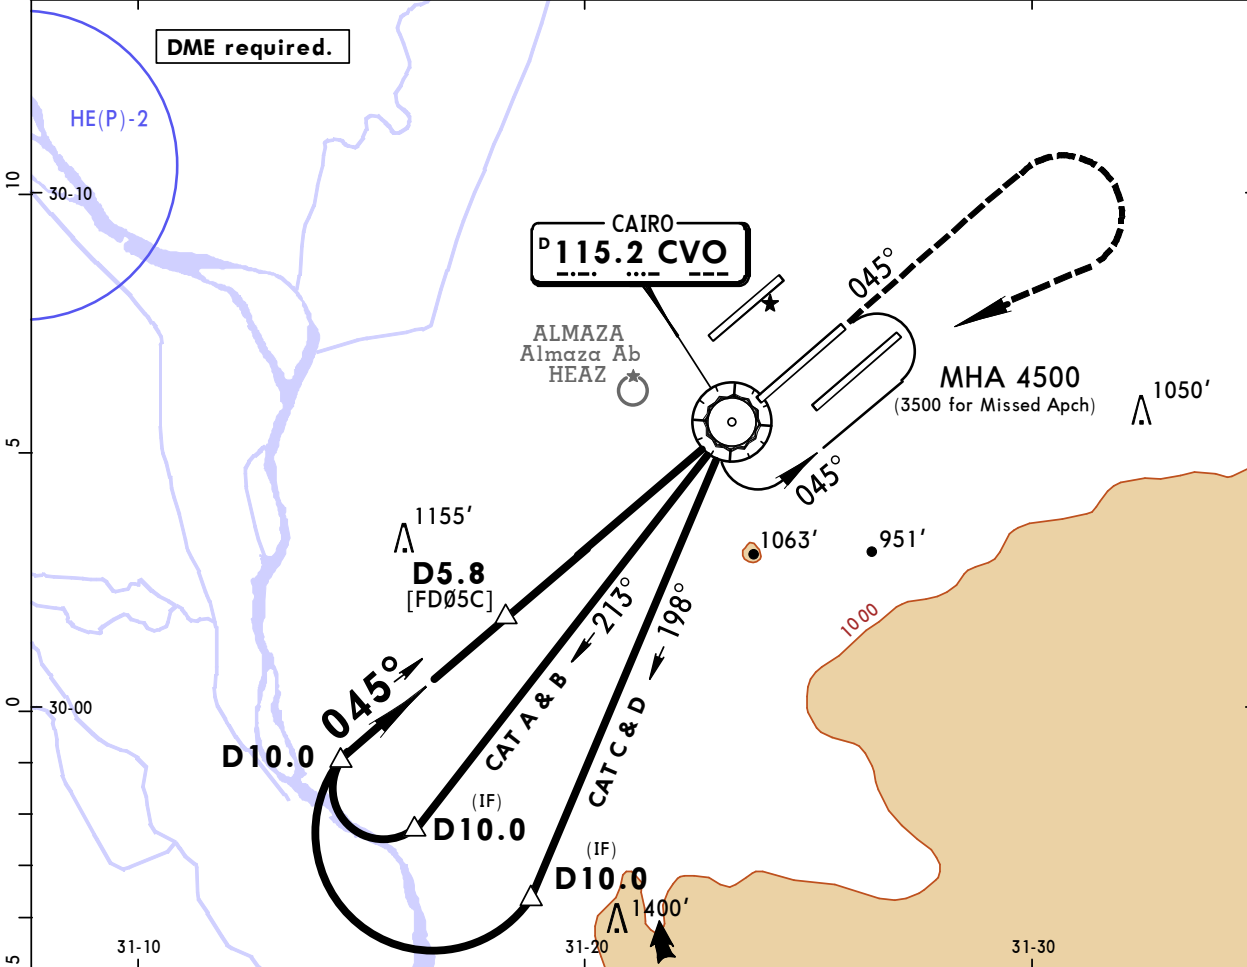 DME required.
HE(P)-2
10
30-10
CAIRO
D 115.2 CVO
045°
ALMAZA
Almaza Ab
HEAZ
MHA 4500
(3500 for Missed Apch)
1050'
5
045°
1155'
1063'
951'
D5.8
[FDØ5C]
213°
198°
1000
045°
0
30-00
CAT A & B
CAT C & D
D10.0
(IF)
D10.0
(IF)
D10.0
1400'
31-10
31-20
31-30
5